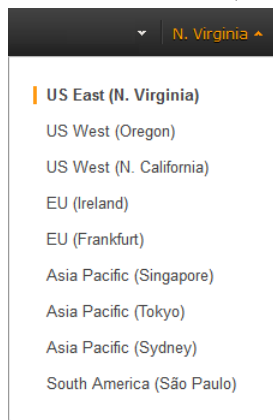 N. Virginia
US East (N. Virginia)
US West (Oregon)
US West (N. California)
EU (Ireland)
EU (Frankfurt)
Asia Pacific (Singapore)
Asia Pacific (Tokyo)
Asia Pacific (Sydney)
South America (São Paulo)